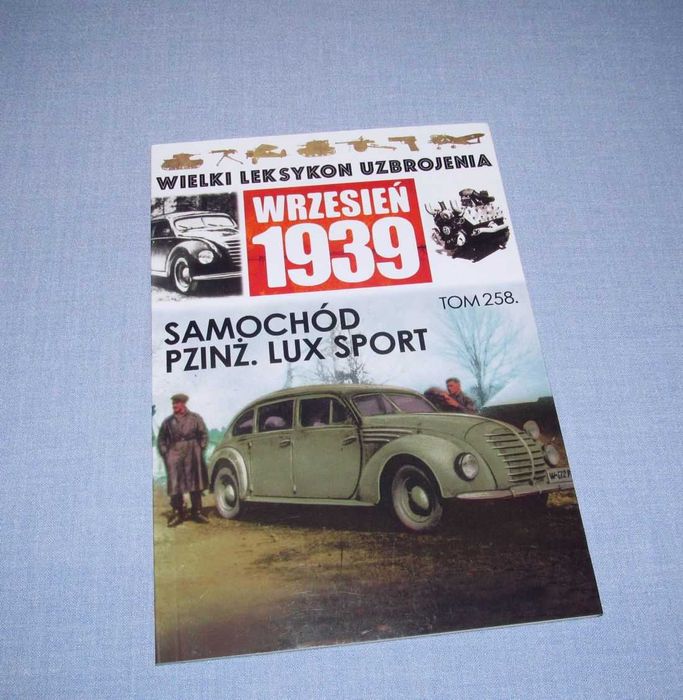 WIELKI LEKSYKON UZBROJENIA
WRZESIEŃ
1939
TOM 258.
SAMOCHÓD
PZINŻ. LUX SPORT